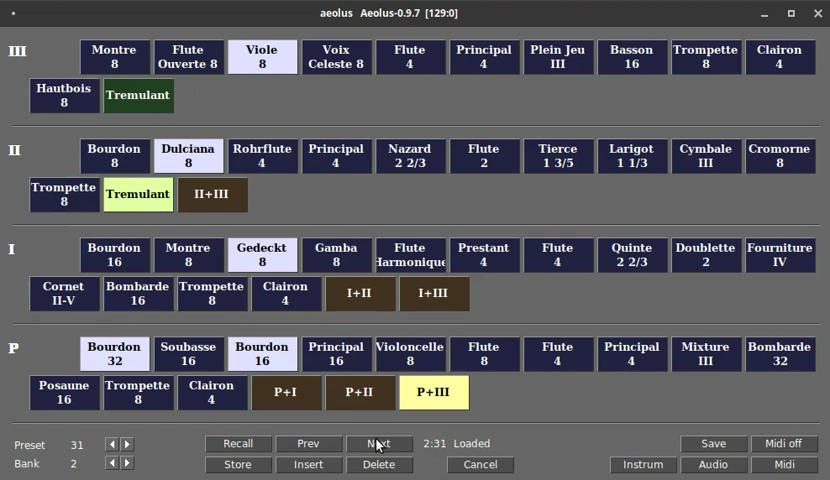 aeolus Aeolus-0.9.7 [129:0]
III
Montre 8
Flute Ouverte 8
Viole 8
Voix Celeste 8
Flute 4
Principal 4
Plein Jeu III
Basson 16
Trompette 8
Clairon 4
Hautbois 8
Tremulant
II
Bourdon 8
Dulciana 8
Rohrflute 4
Principal 4
Nazard 2 2/3
Flute 2
Tierce 1 3/5
Larigot 1 1/3
Cymbale III
Cromorne 8
Trompette 8
Tremulant
II+III
I
Bourdon 16
Montre 8
Gedeckt 8
Gamba 8
Flute Harmonique
Prestant 4
Flute 4
Quinte 2 2/3
Doublette 2
Fourniture IV
Cornet II-V
Bombarde 16
Trompette 8
Clairon 4
I+II
I+III
P
Bourdon 32
Soubasse 16
Bourdon 16
Principal 16
Violoncelle 8
Flute 8
Flute 4
Principal 4
Mixture III
Bombarde 32
Posaune 16
Trompette 8
Clairon 4
P+I
P+II
P+III
Preset 31
Recall
Prev
Next
2:31 Loaded
Save
Midi off
Bank 2
Store
Insert
Delete
Cancel
Instrum
Audio
Midi